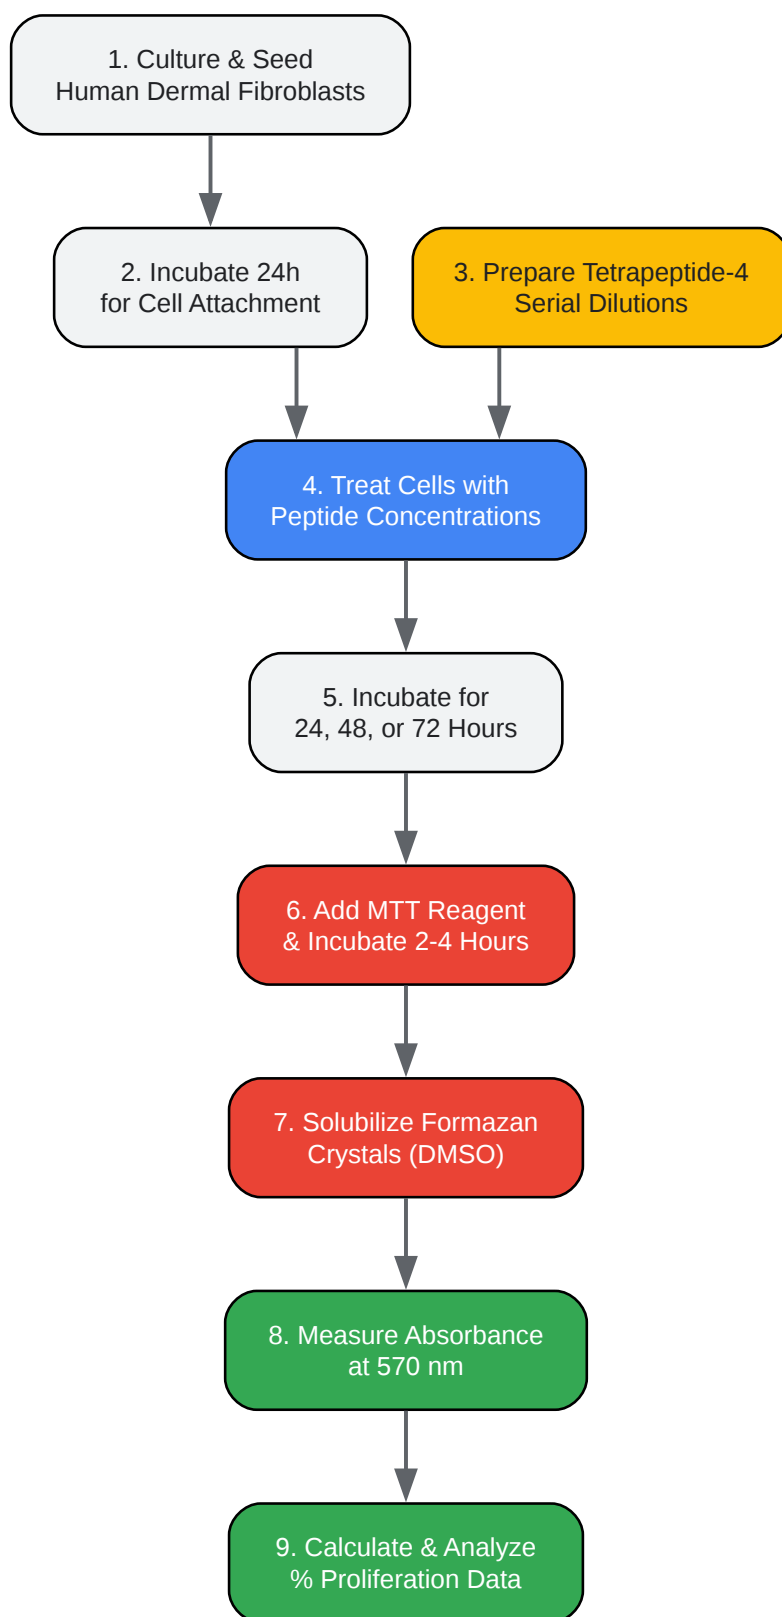 1. Culture & Seed
Human Dermal Fibroblasts
2. Incubate 24h
for Cell Attachment
3. Prepare Tetrapeptide-4
Serial Dilutions
4. Treat Cells with
Peptide Concentrations
5. Incubate for
24, 48, or 72 Hours
6. Add MTT Reagent
& Incubate 2-4 Hours
7. Solubilize Formazan
Crystals (DMSO)
8. Measure Absorbance
at 570 nm
9. Calculate & Analyze
% Proliferation Data